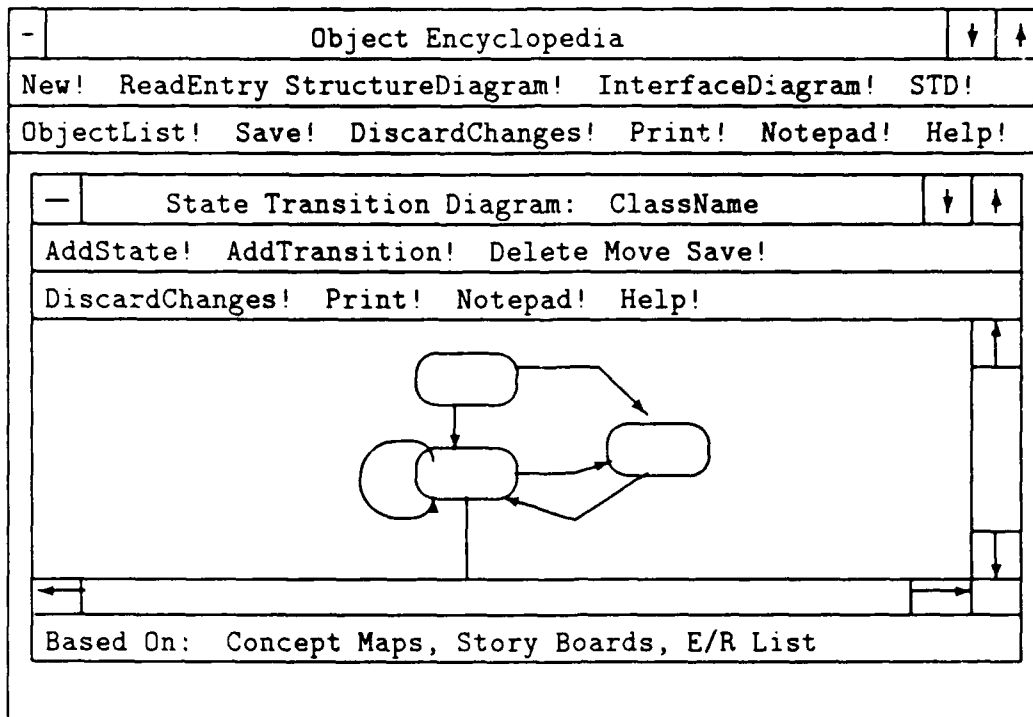 Object Encyclopedia
New! ReadEntry StructureDiagram! InterfaceDiagram! STD!
ObjectList! Save! DiscardChanges! Print! Notepad! Help!
State Transition Diagram: ClassName
AddState! AddTransition! Delete Move Save!
DiscardChanges! Print! Notepad! Help!
Based On: Concept Maps, Story Boards, E/R List